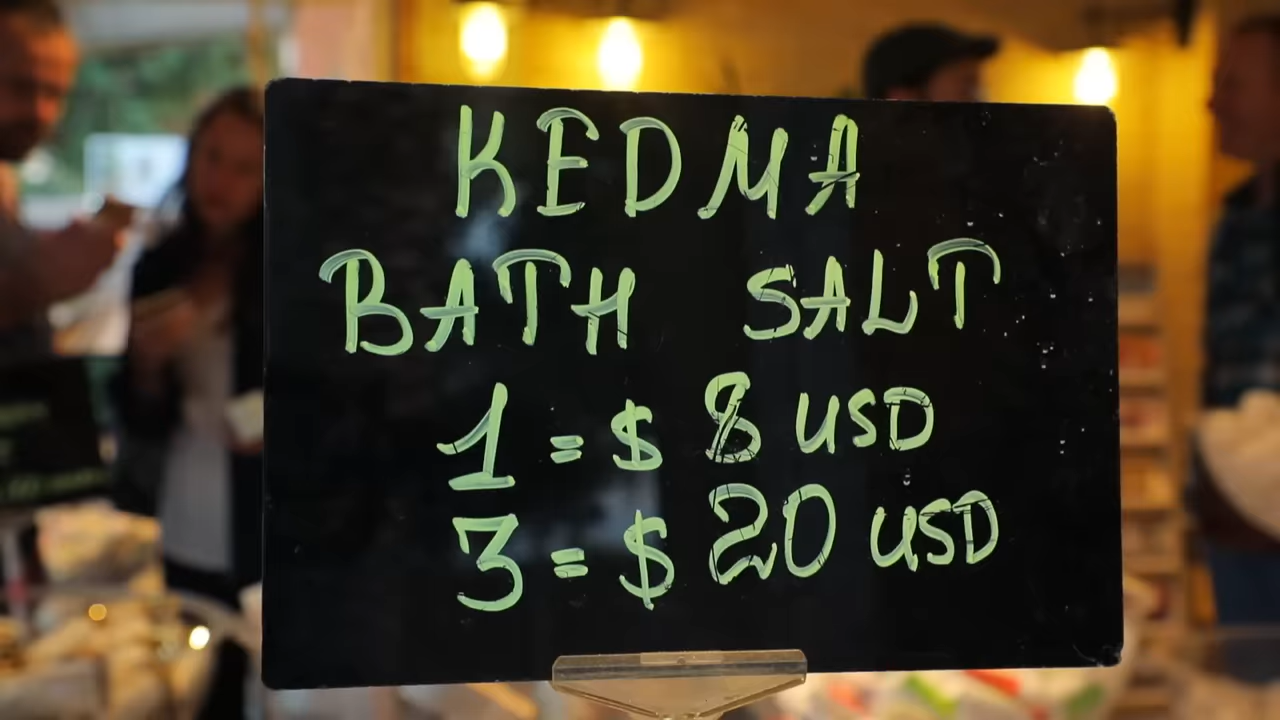 KEDMA
BATH SALT
1 = $ 8 USD
3 = $ 20 USD